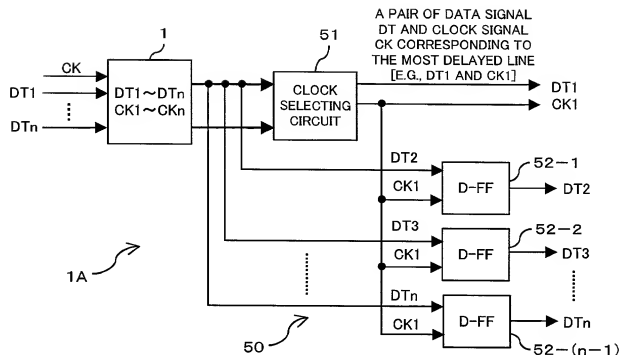 A PAIR OF DATA SIGNAL
DT AND CLOCK SIGNAL
CK CORRESPONDING TO
THE MOST DELAYED LINE
[E.G., DT1 AND CK1]
1
51
CK
DT1
DTn
DT1~DTn
CK1~CKn
CLOCK
SELECTING
CIRCUIT
DT1
CK1
DT2
CK1
D-FF
52-1
DT2
DT3
CK1
D-FF
52-2
DT3
DTn
CK1
D-FF
52-(n-1)
DTn
1A
50